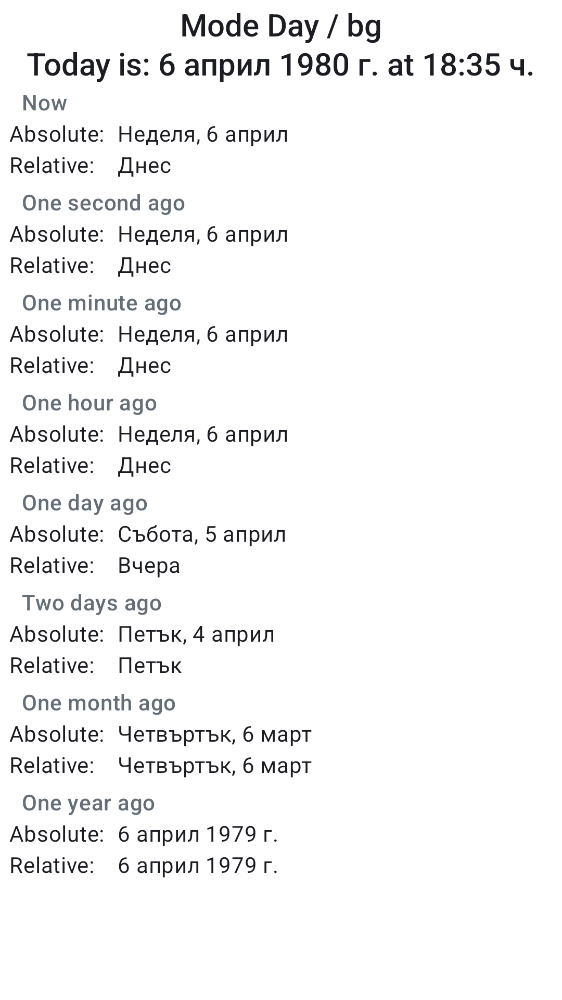 Mode Day / bg
Today is: 6 април 1980 г. at 18:35 ч.
Now
Absolute: Неделя, 6 април
Relative: Днес
One second ago
Absolute: Неделя, 6 април
Relative: Днес
One minute ago
Absolute: Неделя, 6 април
Relative: Днес
One hour ago
Absolute: Неделя, 6 април
Relative: Днес
One day ago
Absolute: Събота, 5 април
Relative: Вчера
Two days ago
Absolute: Петък, 4 април
Relative: Петък
One month ago
Absolute: Четвъртък, 6 март
Relative: Четвъртък, 6 март
One year ago
Absolute: 6 април 1979 г.
Relative: 6 април 1979 г.